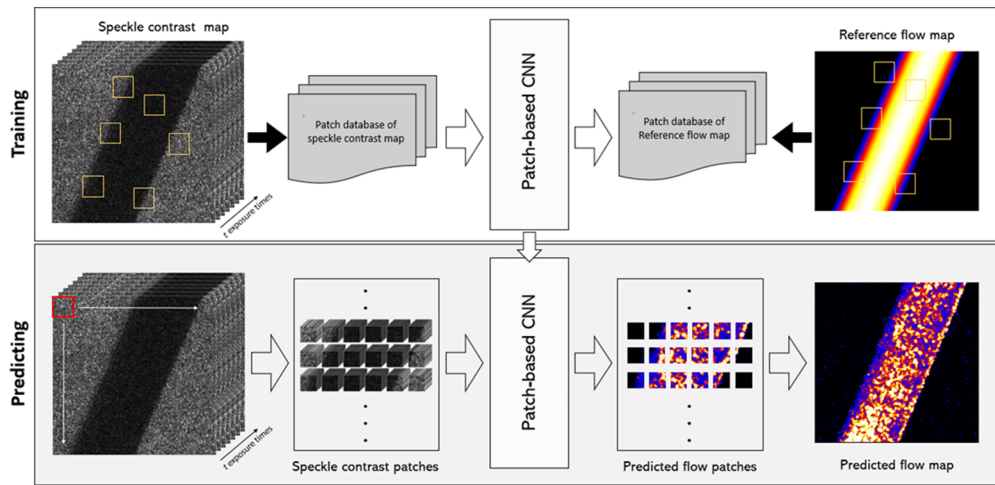 Speckle contrast map
Reference flow map
Training
t exposure times
Patch database of
speckle contrast map
Patch-based CNN
Patch database of
Reference flow map
Predicting
t exposure times
Speckle contrast patches
Patch-based CNN
Predicted flow patches
Predicted flow map